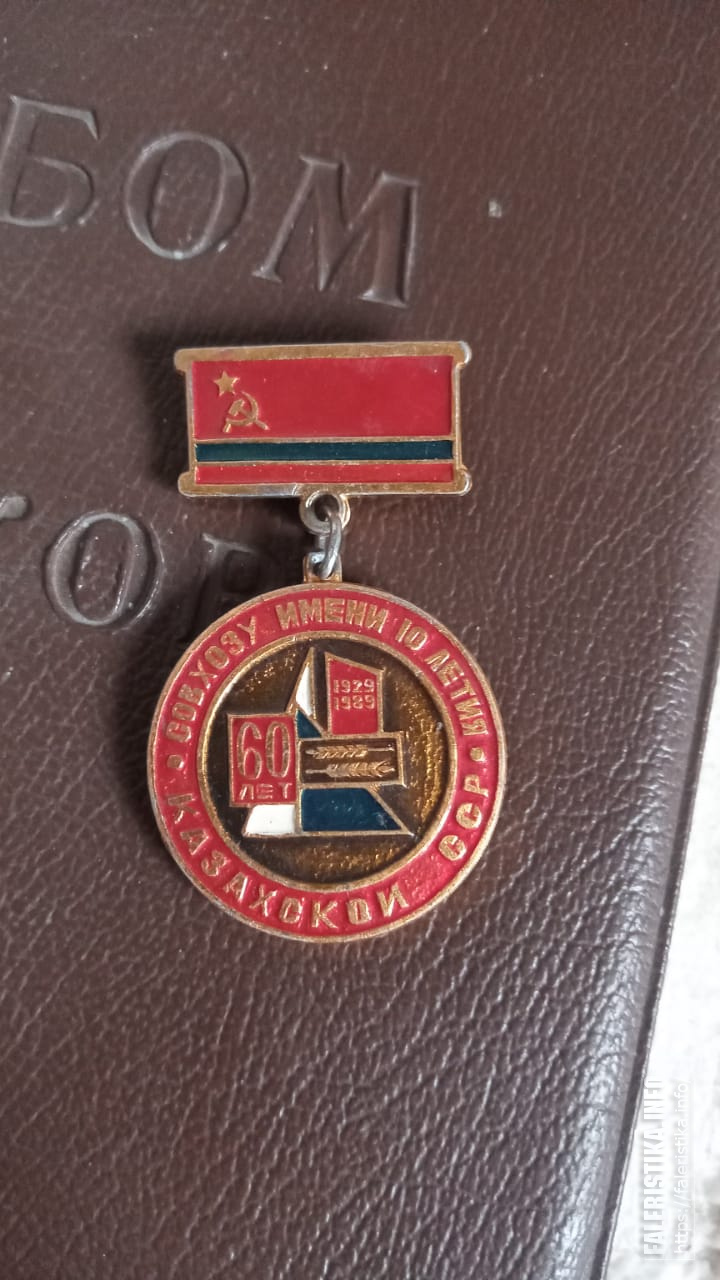 БОМ
СОВХОЗУ ИМЕНИ 10 ЛЕТИЯ
КАЗАХСКОЙ ССР
1929
1989
60
ЛЕТ
FALERISTIKA.INFO
https://faleristika.info